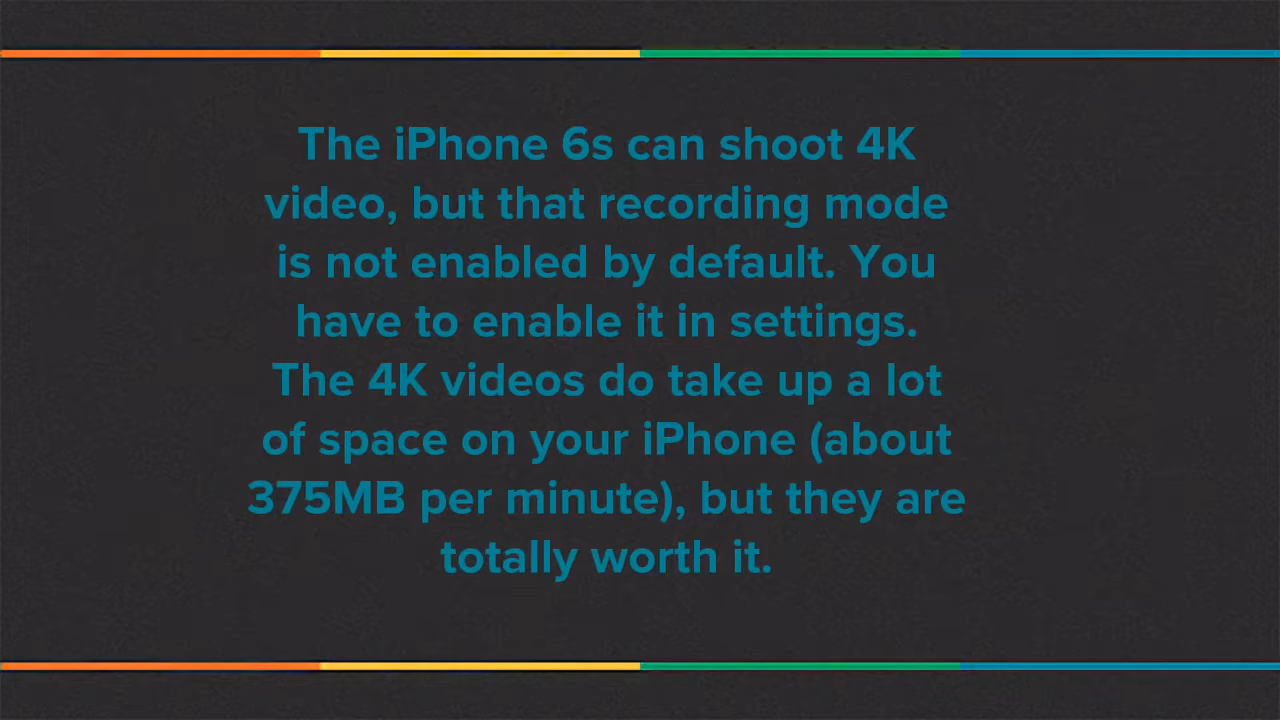 The iPhone 6s can shoot 4K
video, but that recording mode
is not enabled by default. You
have to enable it in settings.
The 4K videos do take up a lot
of space on your iPhone (about
375MB per minute), but they are
totally worth it.